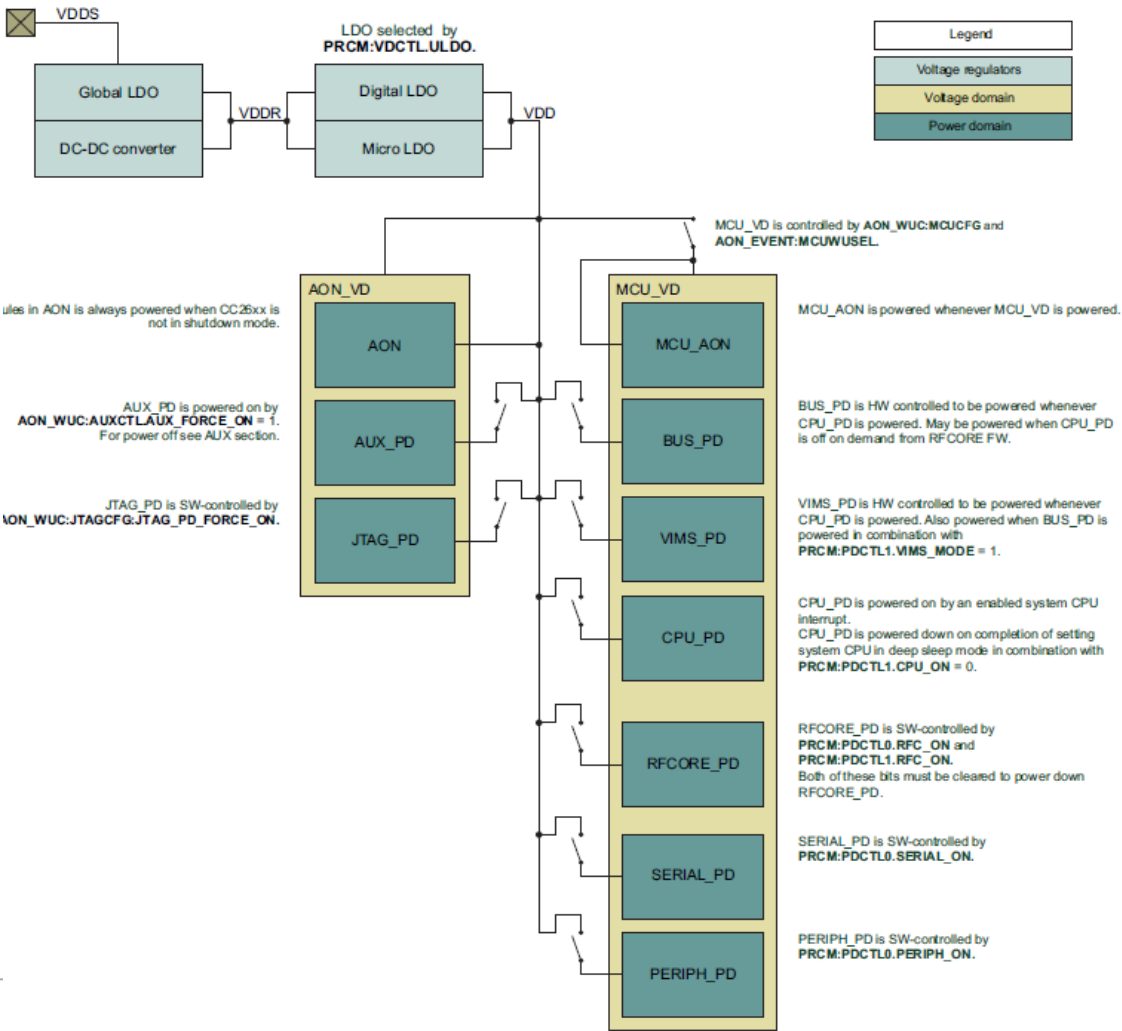 VDDS
LDO selected by
PRCM:VDCTL.ULDO.
Legend
Voltage regulators
Voltage domain
Power domain
Global LDO
DC-DC converter
VDDR
Digital LDO
Micro LDO
VDD
MCU_VD is controlled by AON_WUC:MCUCFG and
AON_EVENT:MCUWUSEL.
AON_VD
MCU_VD
ules in AON is always powered when CC26xx is
not in shutdown mode.
AON
MCU_AON
MCU_AON is powered whenever MCU_VD is powered.
AUX_PD is powered on by
AON_WUC:AUXCTL.AUX_FORCE_ON = 1.
For power off see AUX section.
AUX_PD
BUS_PD
BUS_PD is HW controlled to be powered whenever
CPU_PD is powered. May be powered when CPU_PD
is off on demand from RFCORE FW.
JTAG_PD is SW-controlled by
AON_WUC:JTAGCFG:JTAG_PD_FORCE_ON.
JTAG_PD
VIMS_PD
VIMS_PD is HW controlled to be powered whenever
CPU_PD is powered. Also powered when BUS_PD is
powered in combination with
PRCM:PDCTL1.VIMS_MODE = 1.
CPU_PD
CPU_PD is powered on by an enabled system CPU
interrupt.
CPU_PD is powered down on completion of setting
system CPU in deep sleep mode in combination with
PRCM:PDCTL1.CPU_ON = 0.
RFCORE_PD
RFCORE_PD is SW-controlled by
PRCM:PDCTL0.RFC_ON and
PRCM:PDCTL1.RFC_ON.
Both of these bits must be cleared to power down
RFCORE_PD.
SERIAL_PD
SERIAL_PD is SW-controlled by
PRCM:PDCTL0.SERIAL_ON.
PERIPH_PD
PERIPH_PD is SW-controlled by
PRCM:PDCTL0.PERIPH_ON.